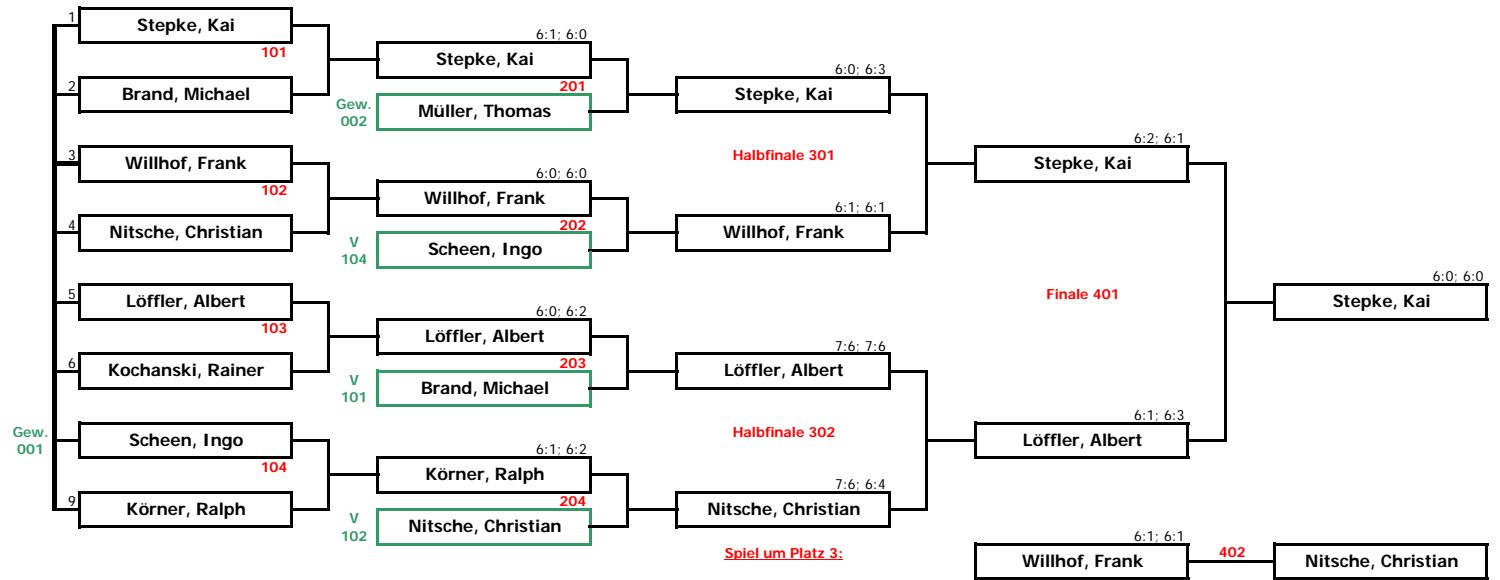 1
Stepke, Kai
101
2
Brand, Michael
3
Willhof, Frank
102
4
Nitsche, Christian
5
Löffler, Albert
103
6
Kochanski, Rainer
Gew.
001
Scheen, Ingo
104
9
Körner, Ralph
6:1; 6:0
Stepke, Kai
201
Gew.
002
Müller, Thomas
6:0; 6:0
Willhof, Frank
202
V
104
Scheen, Ingo
6:0; 6:2
Löffler, Albert
203
V
101
Brand, Michael
6:1; 6:2
Körner, Ralph
204
V
102
Nitsche, Christian
6:0; 6:3
Stepke, Kai
Halbfinale 301
6:1; 6:1
Willhof, Frank
7:6; 7:6
Löffler, Albert
Halbfinale 302
7:6; 6:4
Nitsche, Christian
Spiel um Platz 3:
6:2; 6:1
Stepke, Kai
Finale 401
6:1; 6:3
Löffler, Albert
6:0; 6:0
Stepke, Kai
6:1; 6:1
Willhof, Frank
402
Nitsche, Christian